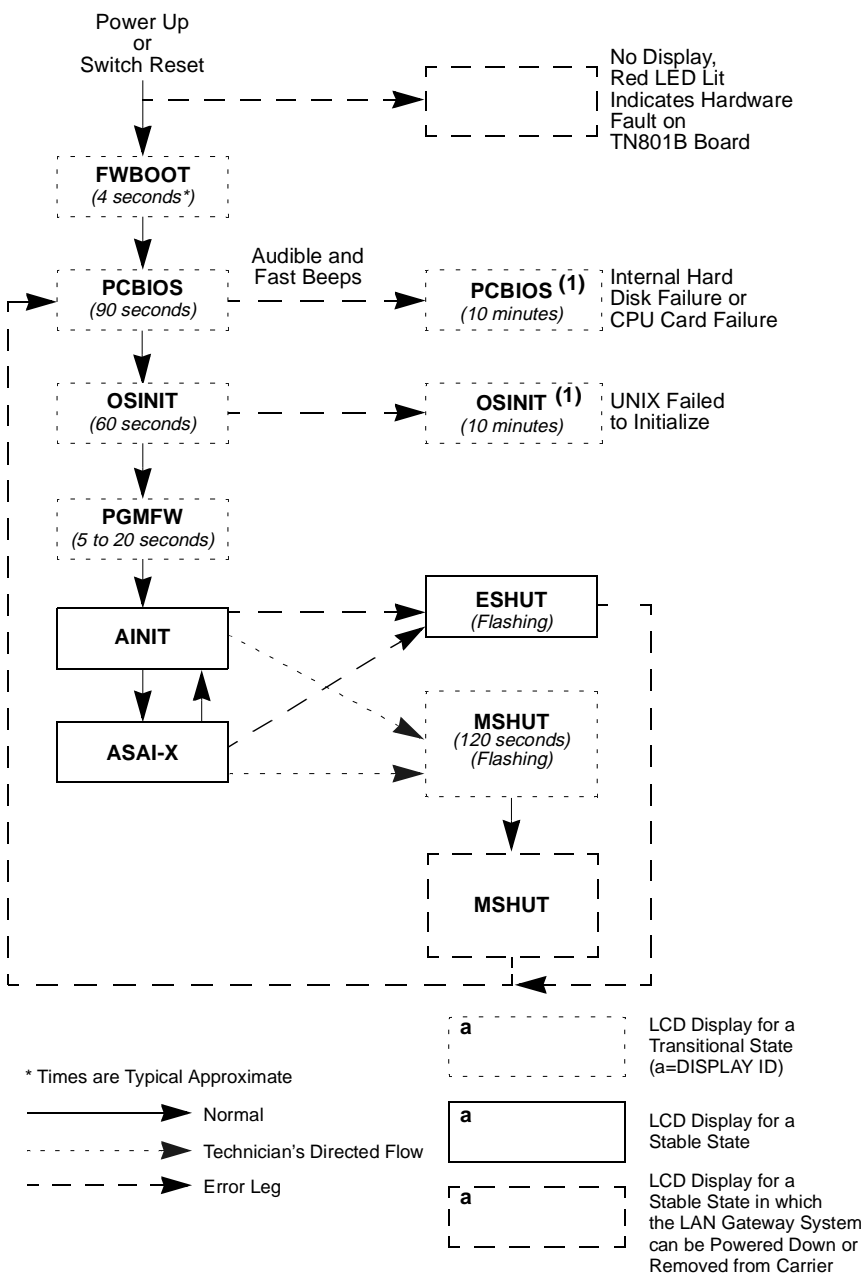 Power Up
or
Switch Reset
No Display,
Red LED Lit
Indicates Hardware
Fault on
TN801B Board
FWBOOT
(4 seconds*)
Audible and
Fast Beeps
PCBIOS
(90 seconds)
PCBIOS (1)
(10 minutes)
Internal Hard
Disk Failure or
CPU Card Failure
OSINIT
(60 seconds)
OSINIT (1)
(10 minutes)
UNIX Failed
to Initialize
PGMFW
(5 to 20 seconds)
AINIT
ESHUT
(Flashing)
ASAI-X
MSHUT
(120 seconds)
(Flashing)
MSHUT
* Times are Typical Approximate
Normal
Technician's Directed Flow
Error Leg
a
LCD Display for a
Transitional State
(a=DISPLAY ID)
a
LCD Display for a
Stable State
a
LCD Display for a
Stable State in which
the LAN Gateway System
can be Powered Down or
Removed from Carrier